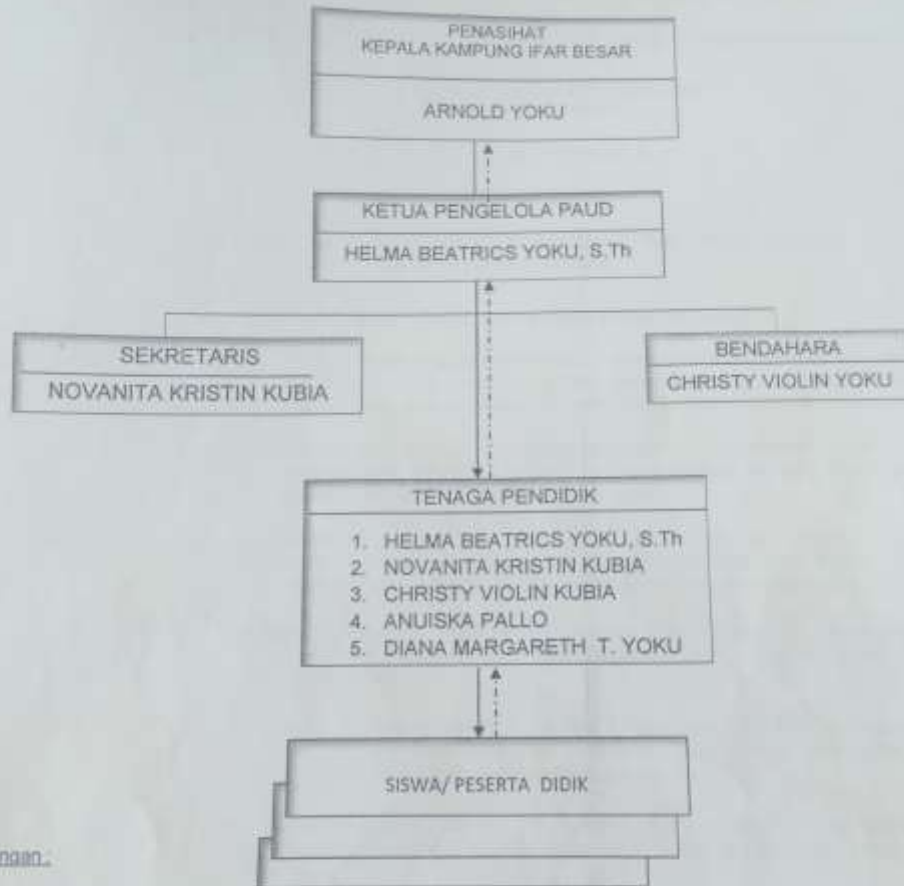 PENASIHAT
KEPALA KAMPUNG IFAR BESAR
ARNOLD YOKU
KETUA PENGELOLA PAUD
HELMA BEATRICS YOKU, S.Th
SEKRETARIS
NOVANITA KRISTIN KUBIA
BENDAHARA
CHRISTY VIOLIN YOKU
TENAGA PENDIDIK
1. HELMA BEATRICS YOKU, S.Th
2. NOVANITA KRISTIN KUBIA
3. CHRISTY VIOLIN KUBIA
4. ANUISKA PALLO
5. DIANA MARGARETH T. YOKU
SISWA/ PESERTA DIDIK
ngan :